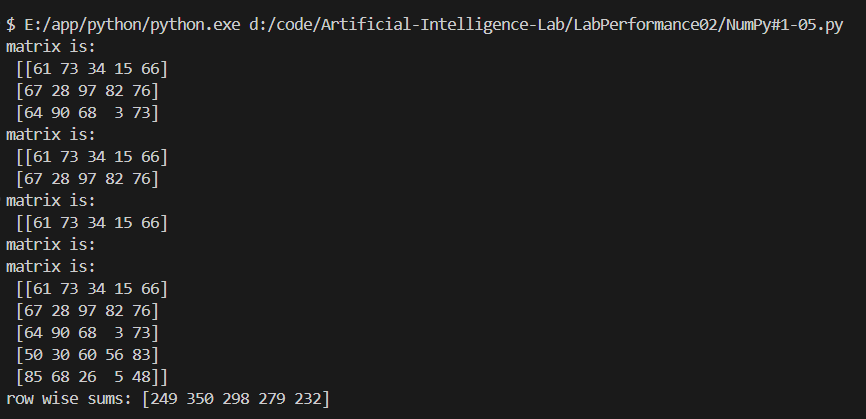 $ E:/app/python/python.exe d:/code/Artificial-Intelligence-Lab/LabPerformance02/NumPy#1-05.py
matrix is:
 [[61 73 34 15 66]
 [67 28 97 82 76]
 [64 90 68  3 73]
matrix is:
 [[61 73 34 15 66]
 [67 28 97 82 76]
matrix is:
 [[61 73 34 15 66]
matrix is:
matrix is:
 [[61 73 34 15 66]
 [67 28 97 82 76]
 [64 90 68  3 73]
 [50 30 60 56 83]
 [85 68 26  5 48]]
row wise sums: [249 350 298 279 232]